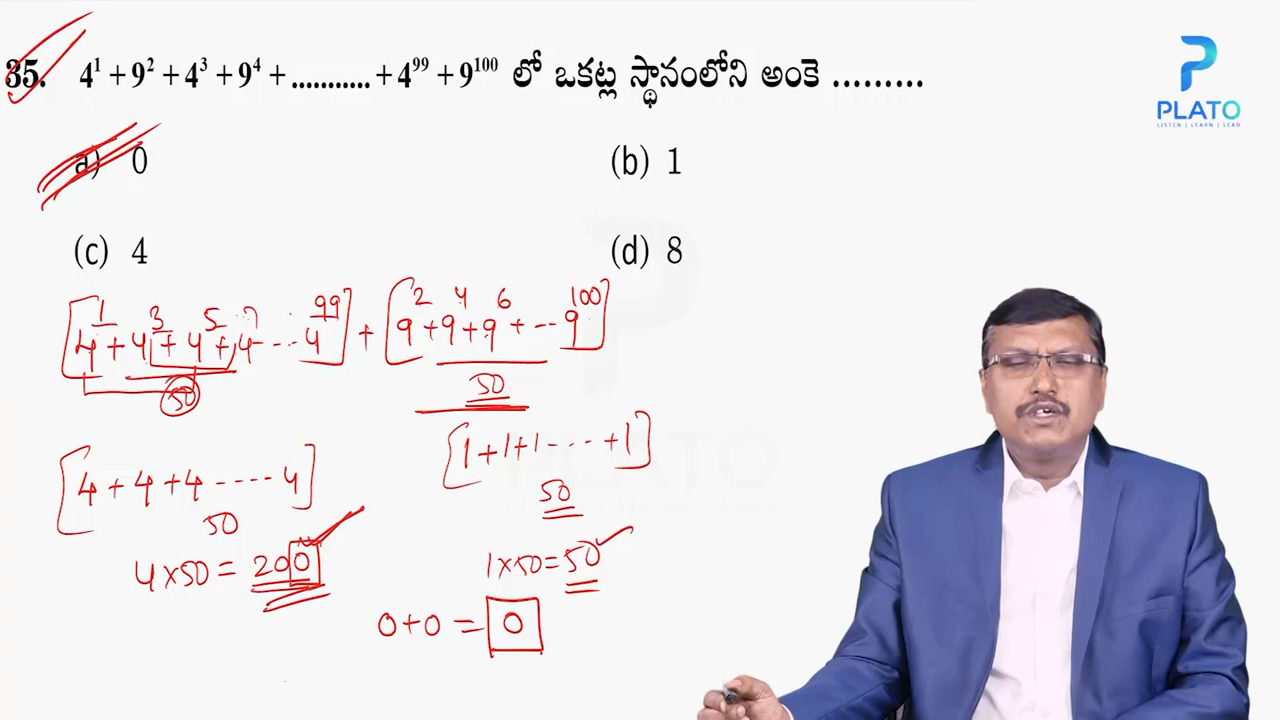 35. 4¹ + 9² + 4³ + 9⁴ + ........... + 4⁹⁹ + 9¹⁰⁰ లో ఒకట్ల స్థానంలోని అంకె .........
PLATO
LISTEN | LEARN | LEAD
a) 0
(b) 1
(c) 4
(d) 8
[4¹ + 4³ + 4⁵ + 4⁷ ... 4⁹⁹] + [9² + 9⁴ + 9⁶ + ... 9¹⁰⁰]
50
50
[4 + 4 + 4 ..... 4]
50
[1 + 1 + 1 .... + 1]
50
4 × 50 = 200
1 × 50 = 50
0 + 0 = 0